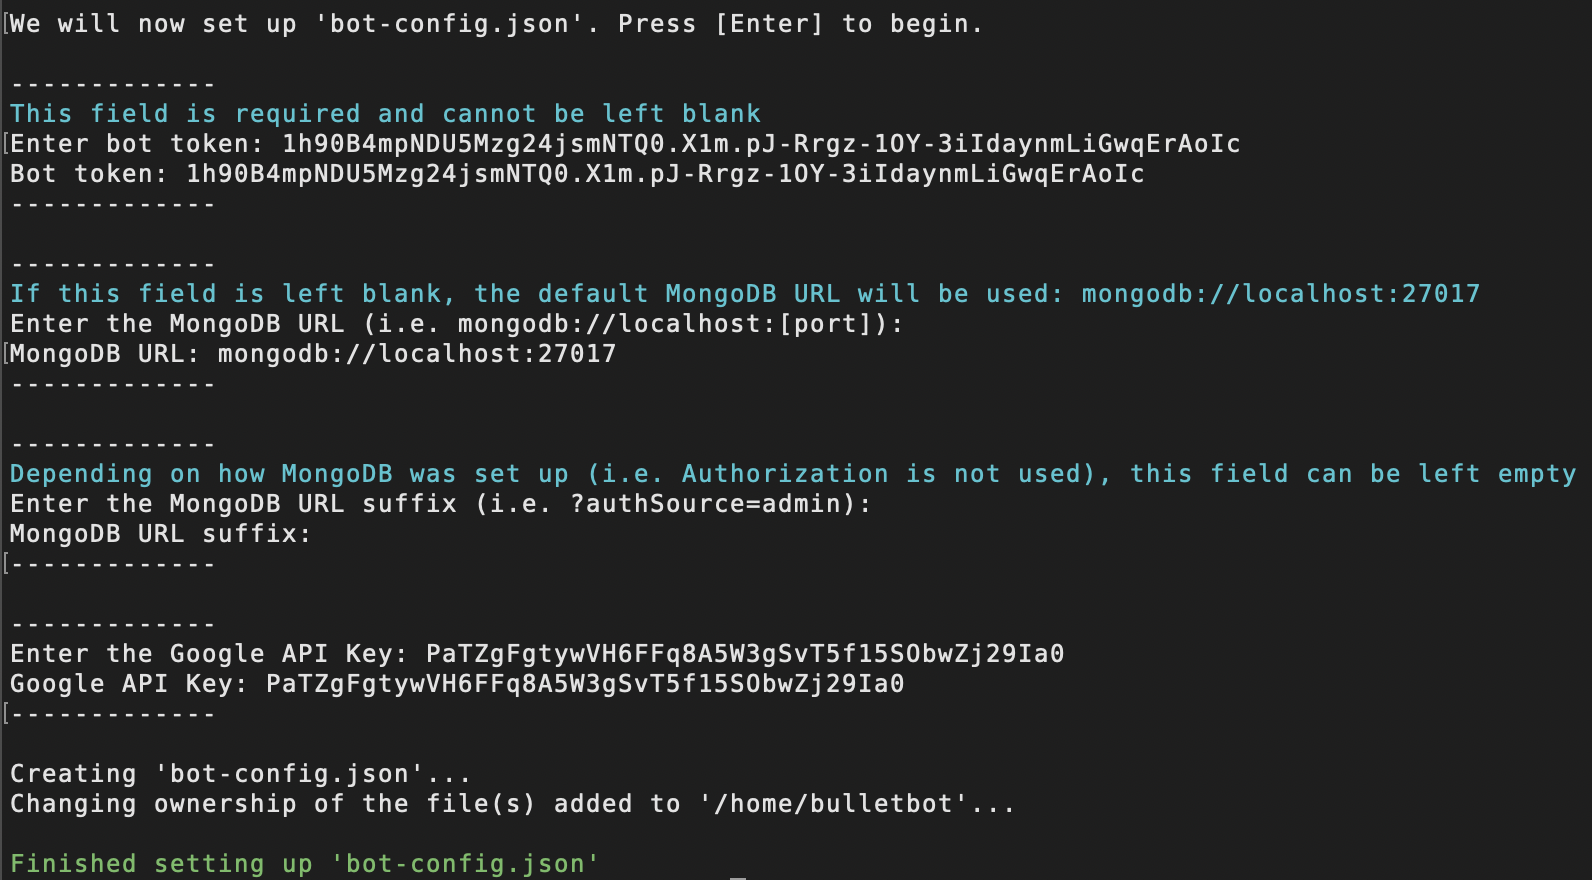 We will now set up 'bot-config.json'. Press [Enter] to begin.
-------------
This field is required and cannot be left blank
Enter bot token: 1h90B4mpNDU5Mzg24jsmNTQ0.X1m.pJ-Rrgz-1OY-3iIdaynmLiGwqErAoIc
Bot token: 1h90B4mpNDU5Mzg24jsmNTQ0.X1m.pJ-Rrgz-1OY-3iIdaynmLiGwqErAoIc
-------------
-------------
If this field is left blank, the default MongoDB URL will be used: mongodb://localhost:27017
Enter the MongoDB URL (i.e. mongodb://localhost:[port]):
MongoDB URL: mongodb://localhost:27017
-------------
-------------
Depending on how MongoDB was set up (i.e. Authorization is not used), this field can be left empty
Enter the MongoDB URL suffix (i.e. ?authSource=admin):
MongoDB URL suffix:
-------------
-------------
Enter the Google API Key: PaTZgFgtywVH6FFq8A5W3gSvT5f15SObwZj29Ia0
Google API Key: PaTZgFgtywVH6FFq8A5W3gSvT5f15SObwZj29Ia0
-------------
Creating 'bot-config.json'...
Changing ownership of the file(s) added to '/home/bulletbot'...
Finished setting up 'bot-config.json'